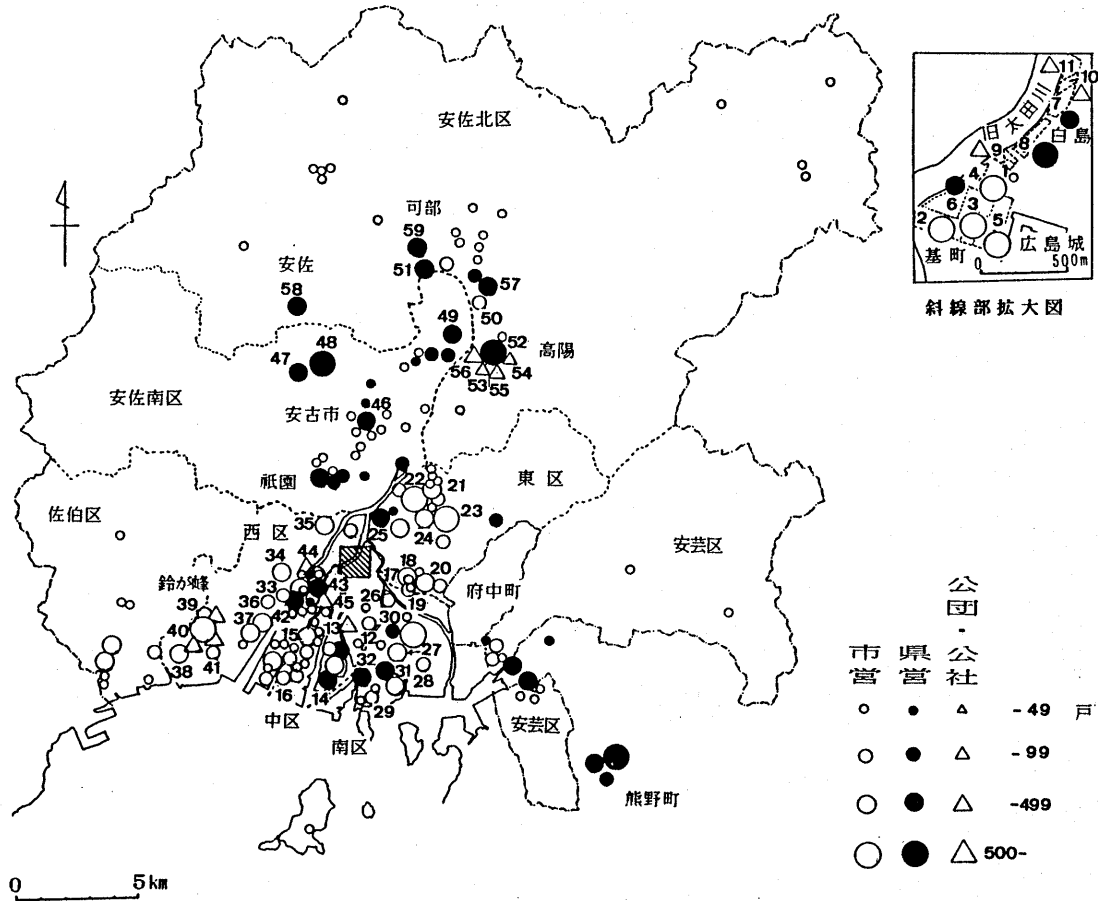 安佐北区
可部
59
51
57
50
安佐
58
49
47
48
52
高陽
56
54
53
55
安佐南区
安古市
46
祇園
22
21
東区
23
佐伯区
西区
35
25
24
安芸区
34
44
鈴が峰
33
43
17
18
20
19
府中町
36
26
39
42
45
40
37
15
13
30
12
27
38
41
32
31
28
16
14
29
中区
南区
安芸区
熊野町
0 5km
11
10
旧太田川
7
白島
9
8
4
1
6
2
3
5
広島城
基町
0 500m
斜線部拡大図
市営
県営
公団・公社
-49 戸
-99
-499
500-